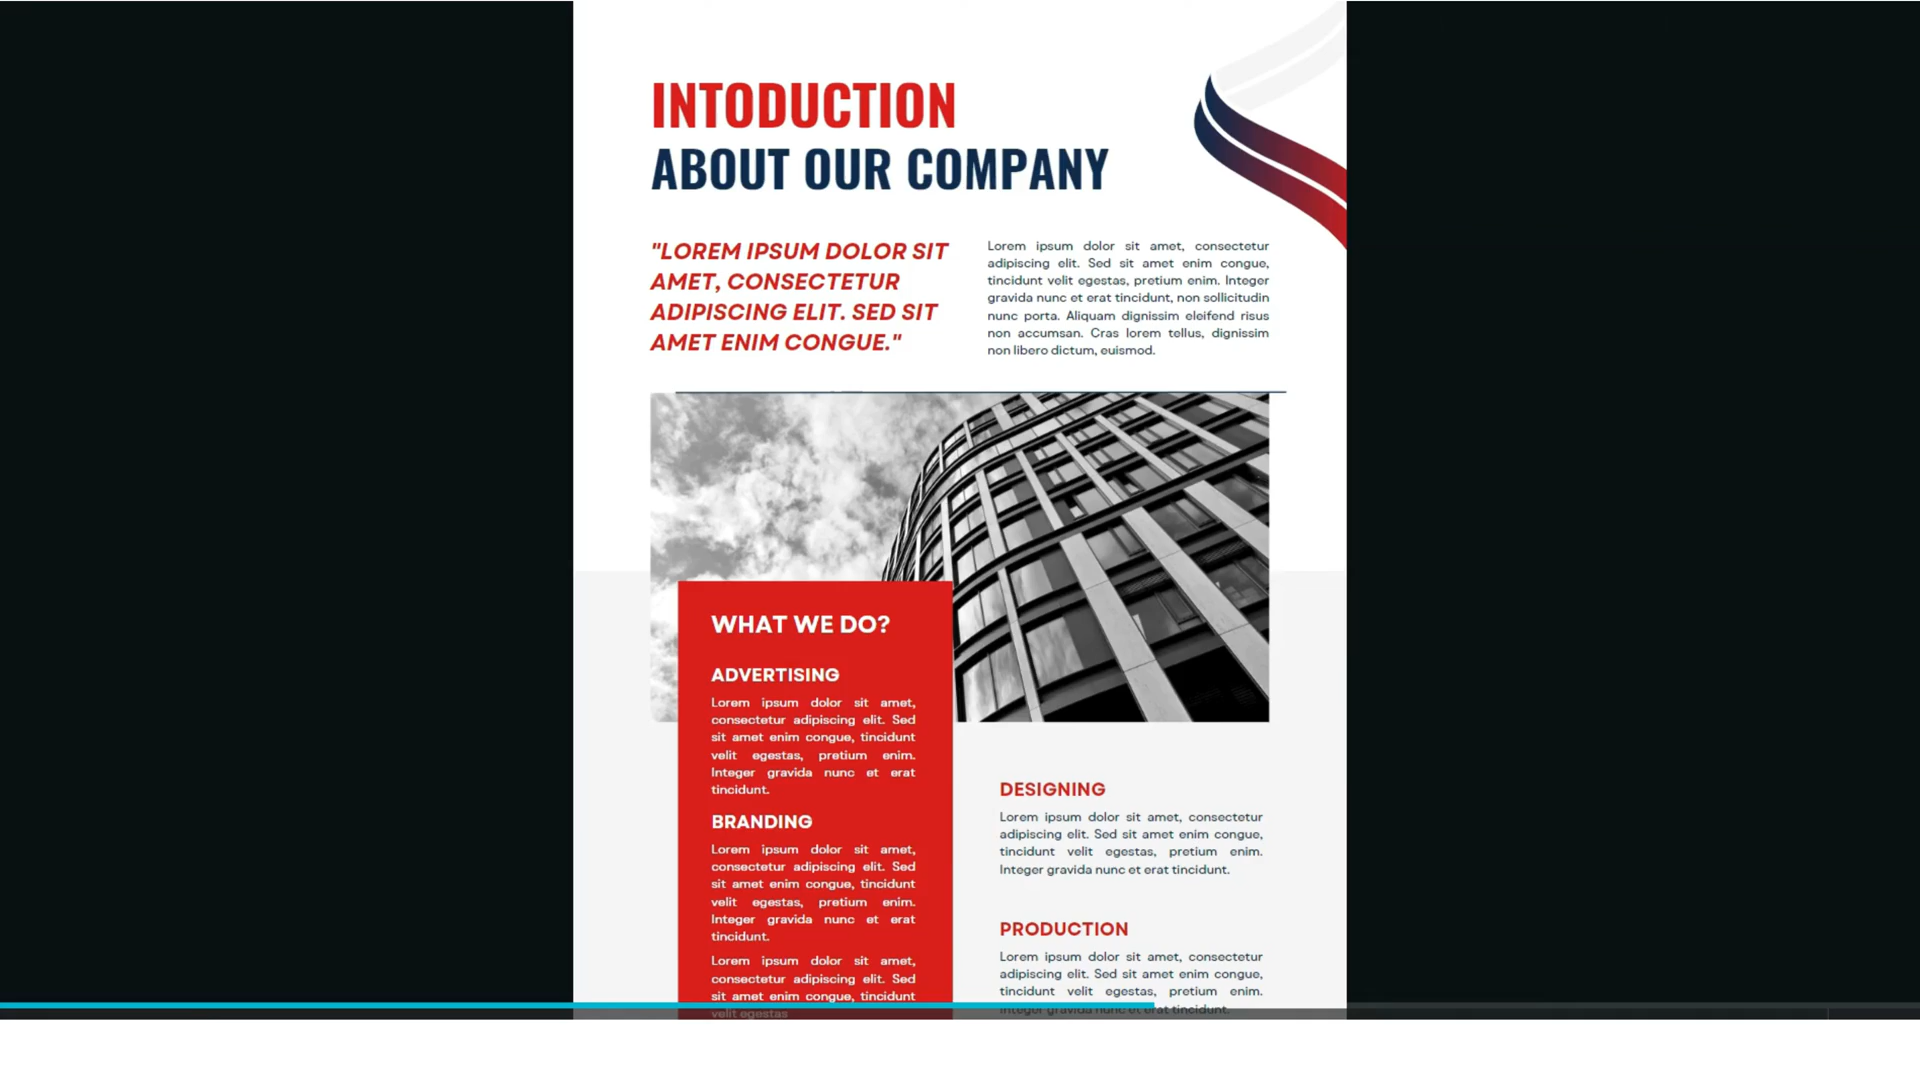 INTODUCTION
ABOUT OUR COMPANY
"LOREM IPSUM DOLOR SIT
AMET, CONSECTETUR
ADIPISCING ELIT. SED SIT
AMET ENIM CONGUE."
Lorem ipsum dolor sit amet, consectetur
adipiscing elit. Sed sit amet enim congue,
tincidunt velit egestas, pretium enim. Integer
gravida nunc et erat tincidunt, non sollicitudin
nunc porta. Aliquam dignissim eleifend risus
non accumsan. Cras lorem tellus, dignissim
non libero dictum, euismod.
WHAT WE DO?
ADVERTISING
Lorem ipsum dolor sit amet,
consectetur adipiscing elit. Sed
sit amet enim congue, tincidunt
velit egestas, pretium enim.
Integer gravida nunc et erat
tincidunt.
BRANDING
Lorem ipsum dolor sit amet,
consectetur adipiscing elit. Sed
sit amet enim congue, tincidunt
velit egestas, pretium enim.
Integer gravida nunc et erat
tincidunt.
Lorem ipsum dolor sit amet,
consectetur adipiscing elit. Sed
sit amet enim congue, tincidunt
velit egestas
DESIGNING
Lorem ipsum dolor sit amet, consectetur
adipiscing elit. Sed sit amet enim congue,
tincidunt velit egestas, pretium enim.
Integer gravida nunc et erat tincidunt.
PRODUCTION
Lorem ipsum dolor sit amet, consectetur
adipiscing elit. Sed sit amet enim congue,
tincidunt velit egestas, pretium enim.
Integer gravida nunc et erat tincidunt.